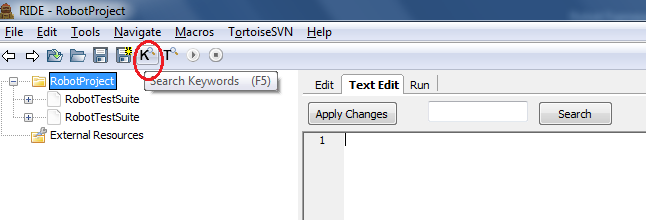 RIDE - RobotProject
File Edit Tools Navigate Macros TortoiseSVN Help
K T
RobotProject
Search Keywords (F5)
RobotTestSuite
RobotTestSuite
External Resources
Edit Text Edit Run
Apply Changes Search
1